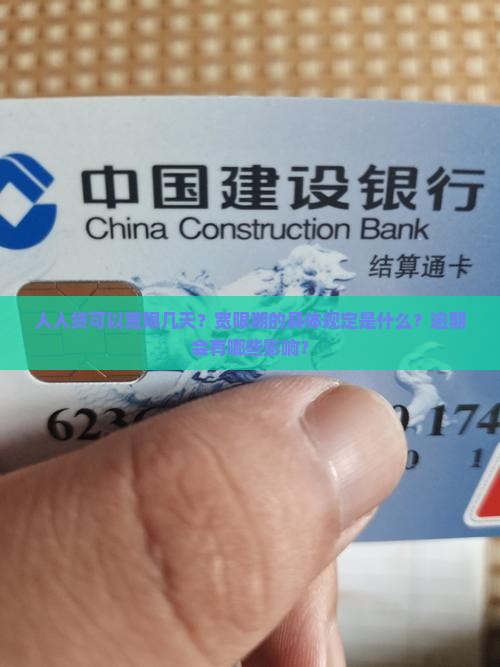 中国建设银行
China Construction Bank
结算通卡
人人贷可以宽限几天？宽限期的具体规定是什么？逾期
会有哪些影响？
623
0 174
0 1